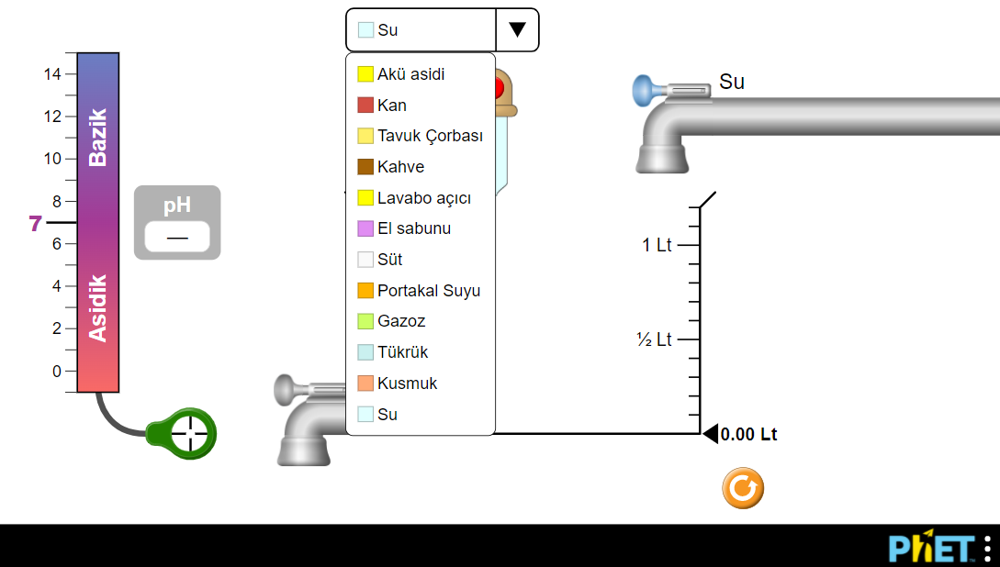 Su
Akü asidi
Kan
Tavuk Çorbası
Kahve
Lavabo açıcı
El sabunu
Süt
Portakal Suyu
Gazoz
Tükrük
Kusmuk
Su
14
12
10
8
7
6
4
2
0
Bazik
Asidik
pH
—
Su
1 Lt
½ Lt
0.00 Lt
PhET